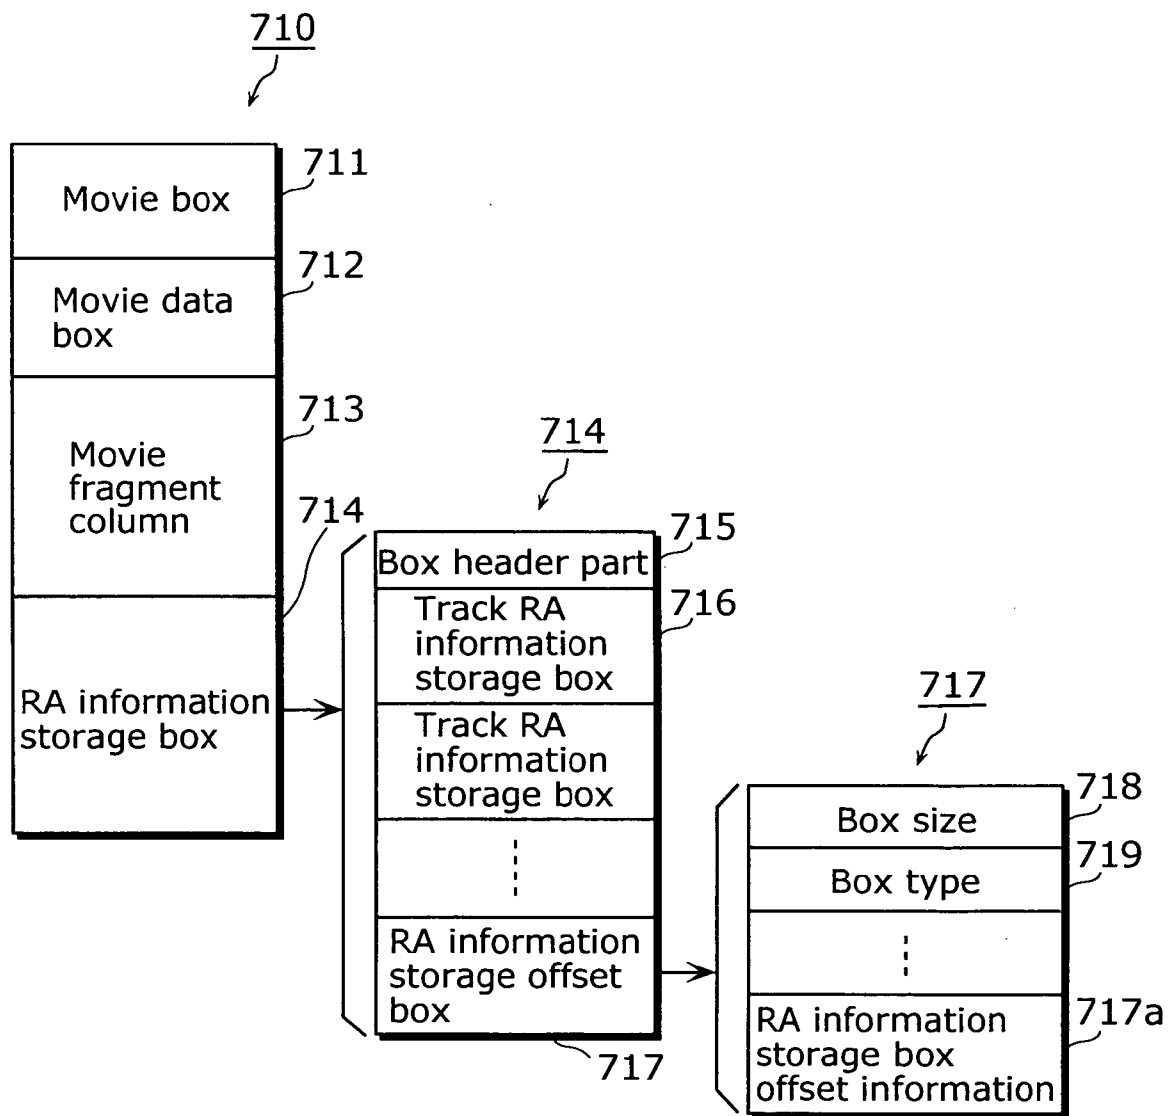 710
711
Movie box
712
Movie data
box
713
Movie
fragment
column
714
RA information
storage box
714
715
Box header part
716
Track RA
information
storage box
Track RA
information
storage box
RA information
storage offset
box
717
717
718
Box size
719
Box type
717a
RA information
storage box
offset information